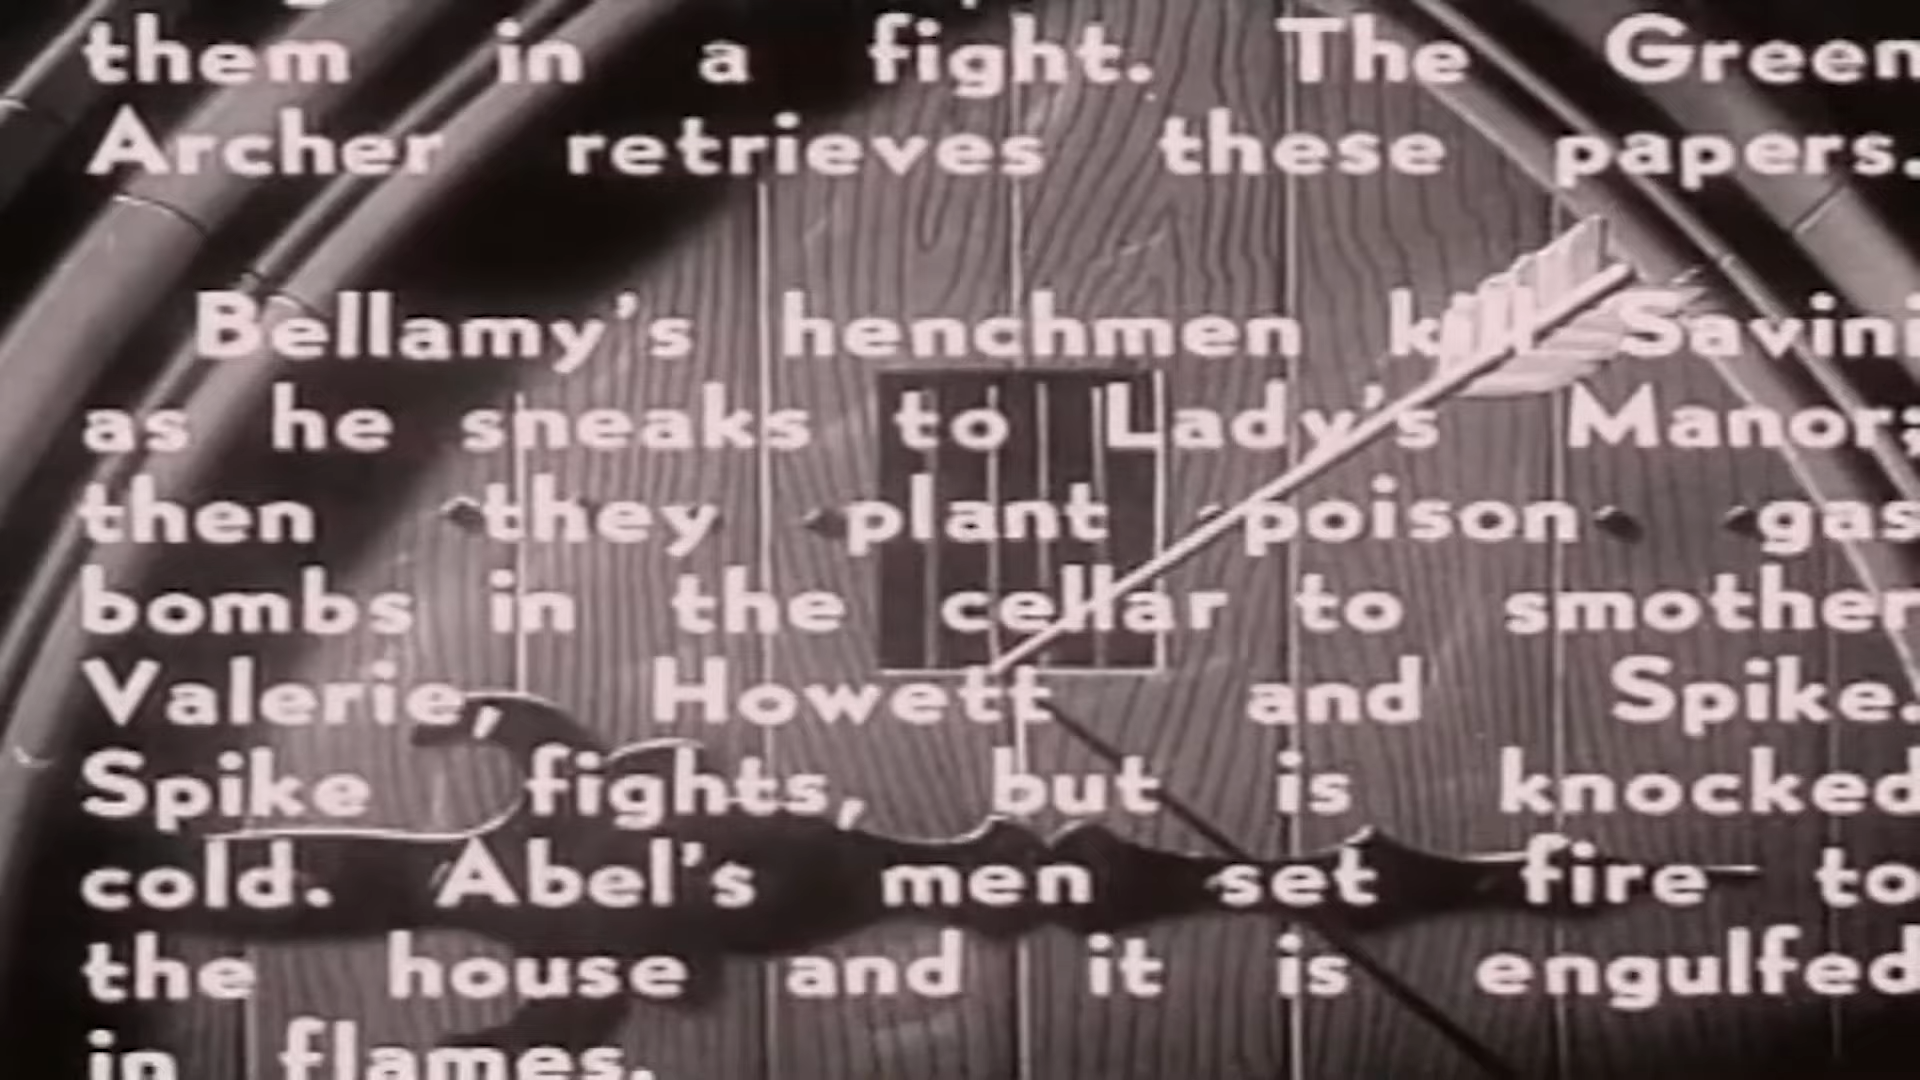 them in a fight. The Green
Archer retrieves these papers.
Bellamy's henchmen kill Savini
as he sneaks to Lady's Manor;
then they plant poison gas
bombs in the cellar to smother
Valerie, Howett and Spike.
Spike fights, but is knocked
cold. Abel's men set fire to
the house and it is engulfed
in flames.